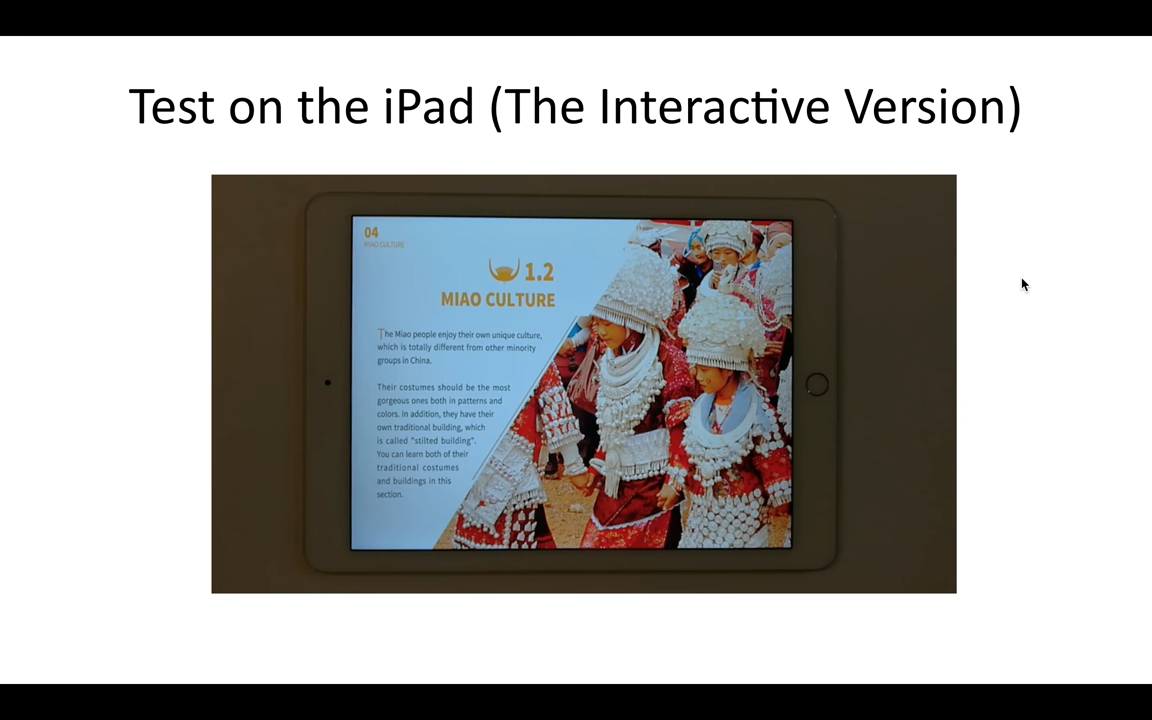 Test on the iPad (The Interactive Version)
04
MIAO CULTURE
1.2
MIAO CULTURE
The Miao people enjoy their own unique culture,
which is totally different from other minority
groups in China.
Their costumes should be the most
gorgeous ones both in patterns and
colors. In addition, they have their
own traditional building, which
is called "stilted building".
You can learn both of their
traditional costumes
and buildings in this
section.